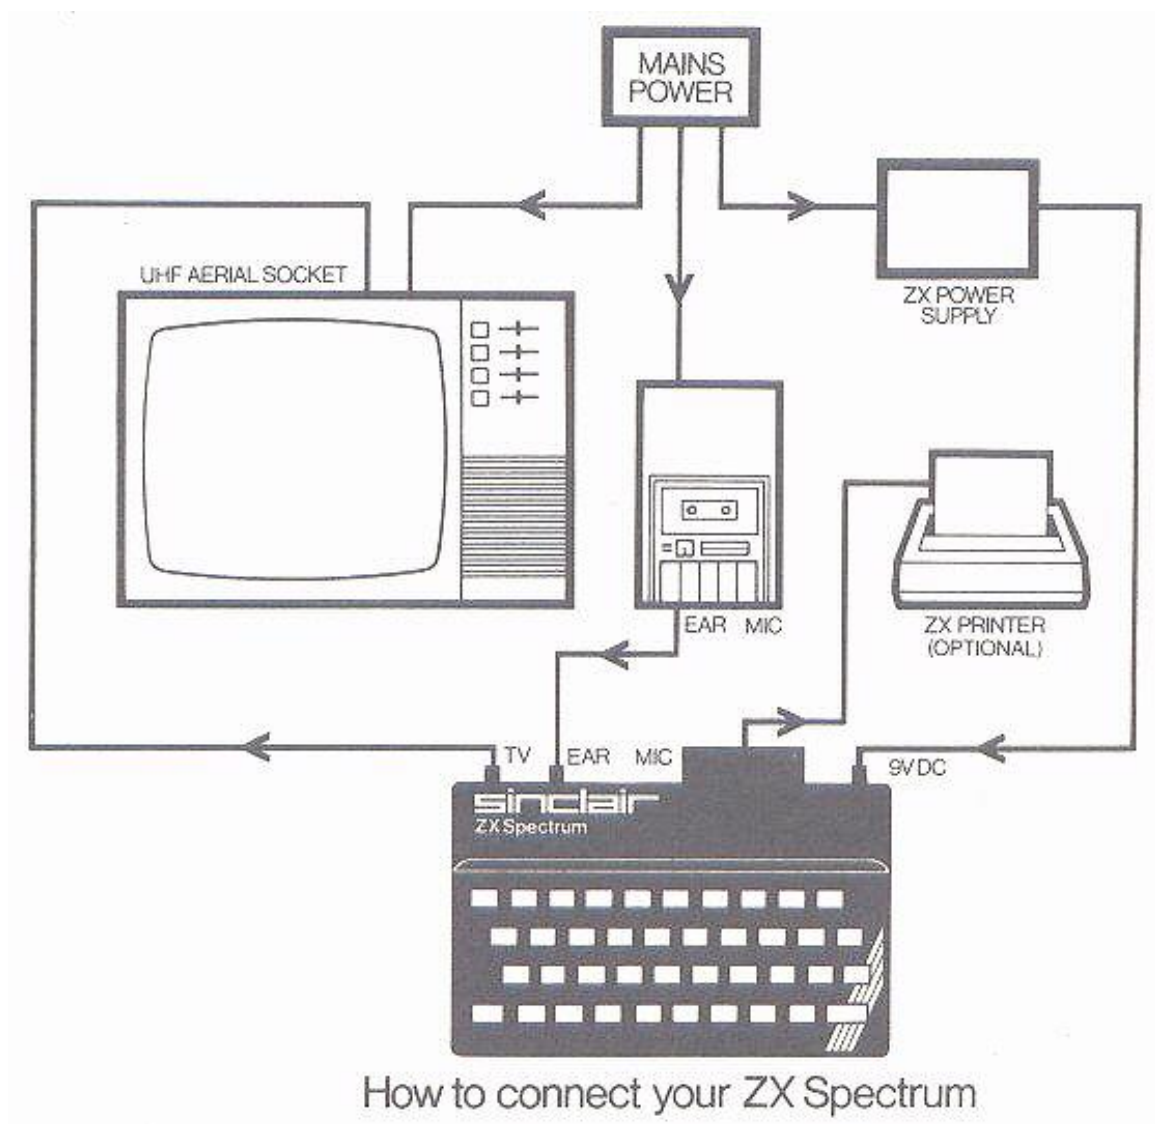 MAINS
POWER
UHF AERIAL SOCKET
ZX POWER
SUPPLY
EAR MIC
ZX PRINTER
(OPTIONAL)
TV EAR MIC 9V DC
sinclair
ZX Spectrum
How to connect your ZX Spectrum